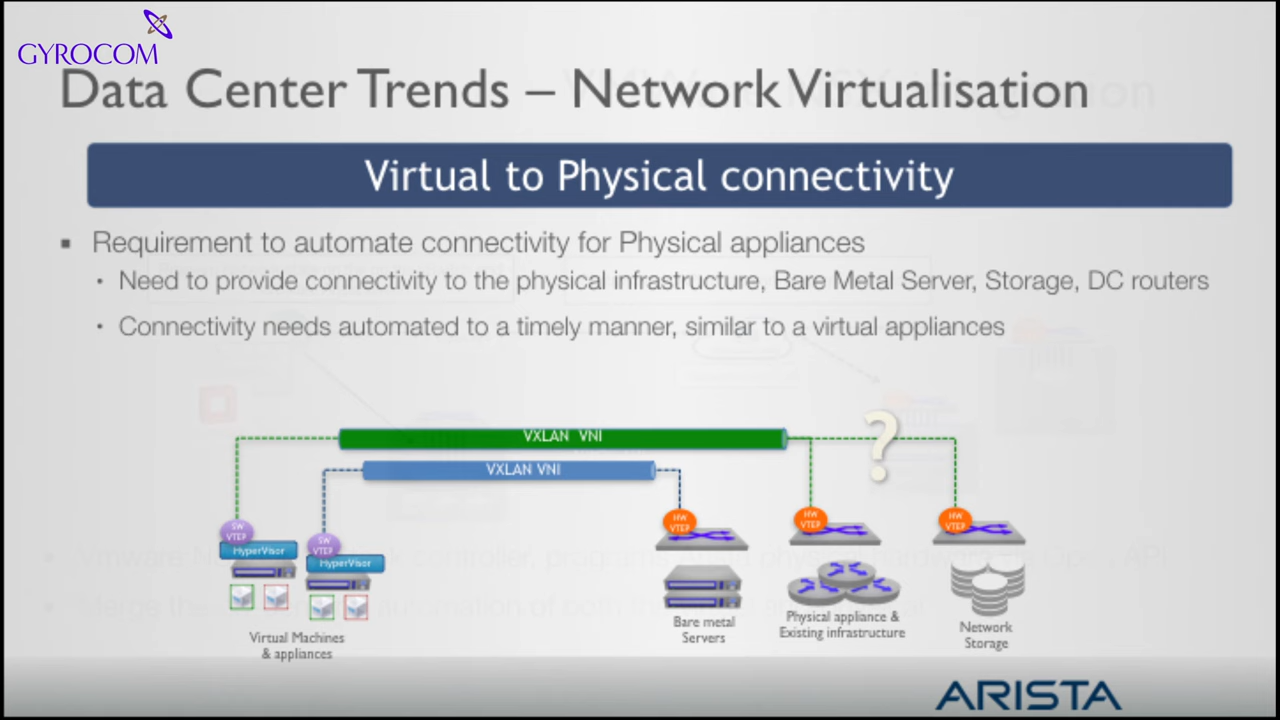 GYROCOM
Data Center Trends – Network Virtualisation
Virtual to Physical connectivity
Requirement to automate connectivity for Physical appliances
Need to provide connectivity to the physical infrastructure, Bare Metal Server, Storage, DC routers
Connectivity needs automated to a timely manner, similar to a virtual appliances
?
VXLAN VNI
VXLAN VNI
SW
VTEP
HyperVisor
SW
VTEP
HyperVisor
HW
VTEP
HW
VTEP
HW
VTEP
Virtual Machines
& appliances
Bare metal
Servers
Physical appliance &
Existing infrastructure
Network
Storage
ARISTA